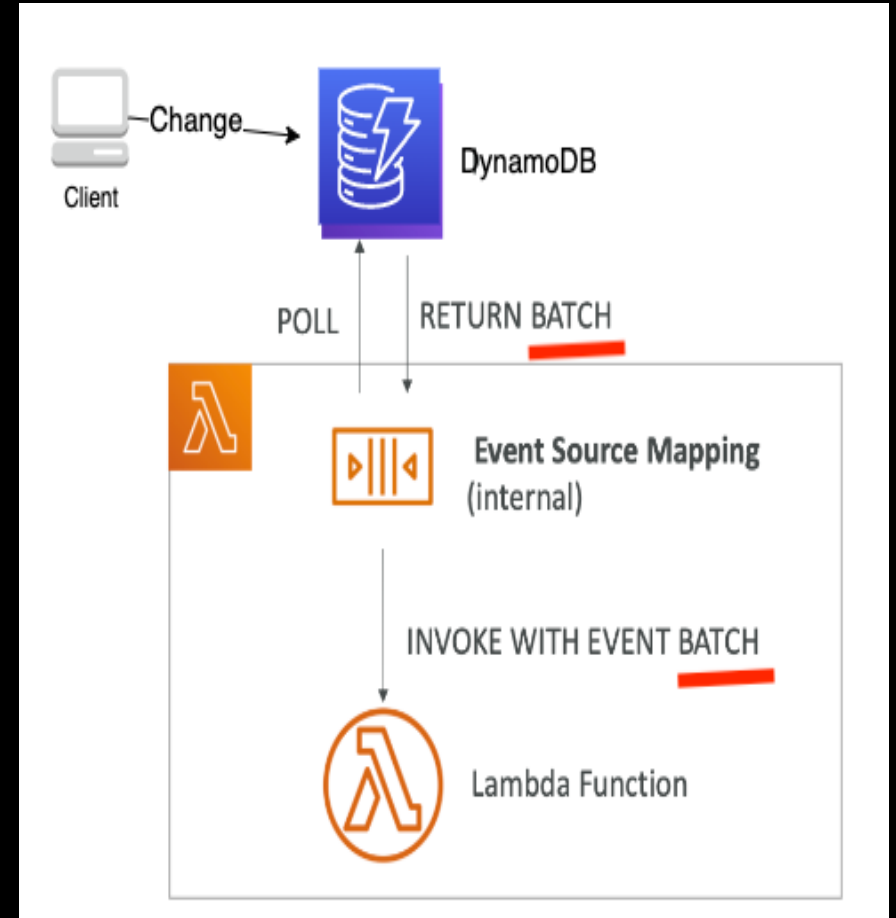 Change
Client
DynamoDB
POLL
RETURN BATCH
Event Source Mapping
(internal)
INVOKE WITH EVENT BATCH
Lambda Function